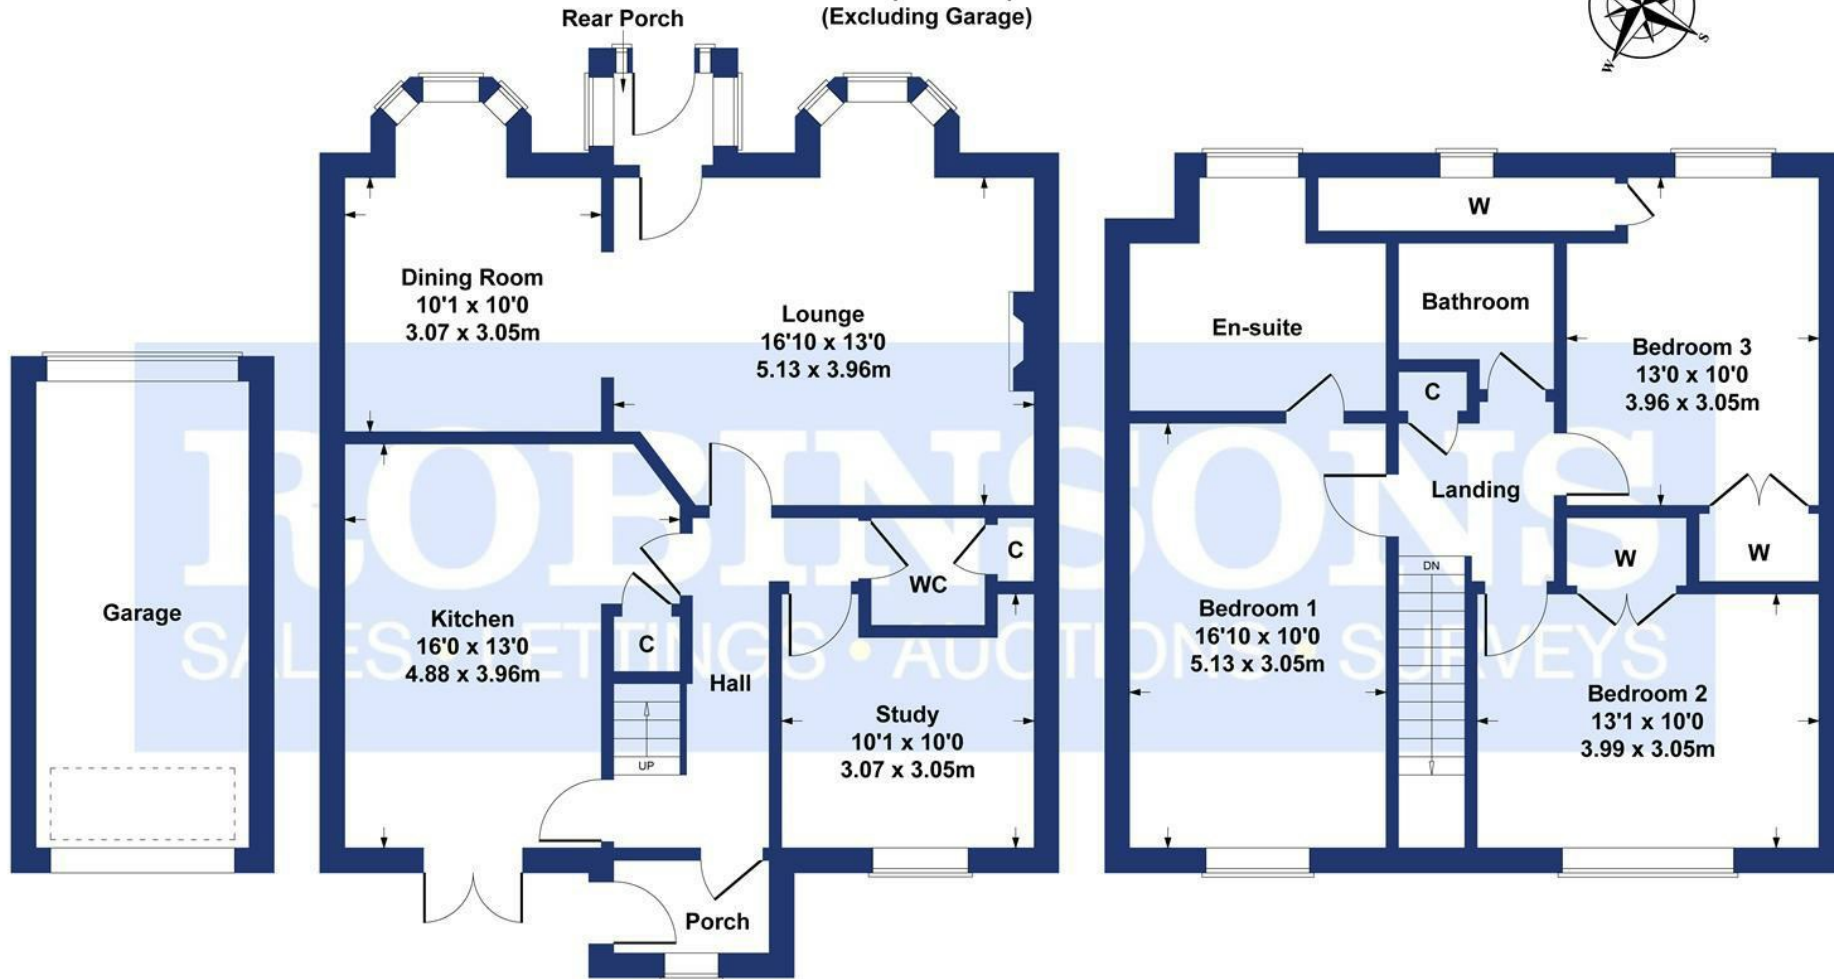 Rear Porch
(Excluding Garage)
S
W
Dining Room
10'1 x 10'0
3.07 x 3.05m
Lounge
16'10 x 13'0
5.13 x 3.96m
W
En-suite
Bathroom
Bedroom 3
13'0 x 10'0
3.96 x 3.05m
C
ROBINSONS
SALES • LETTINGS • AUCTIONS • SURVEYS
Landing
Garage
Kitchen
16'0 x 13'0
4.88 x 3.96m
C
WC
C
Hall
UP
Study
10'1 x 10'0
3.07 x 3.05m
Porch
DN
W
W
Bedroom 1
16'10 x 10'0
5.13 x 3.05m
Bedroom 2
13'1 x 10'0
3.99 x 3.05m